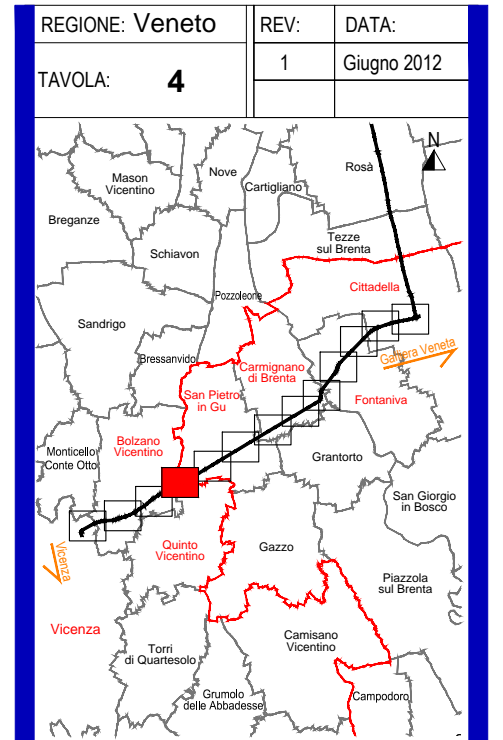 REGIONE: Veneto
REV:
DATA:
TAVOLA: 4
1
Giugno 2012
N
Nove
Rosà
Mason
Vicentino
Cartigliano
Breganze
Tezze
sul Brenta
Schiavon
Cittadella
Pozzoleone
Sandrigo
Galliera Veneta
Bressanvido
Carmignano
di Brenta
San Pietro
in Gu
Fontaniva
Bolzano
Vicentino
Monticello
Conte Otto
Grantorto
San Giorgio
in Bosco
Vicenza
Quinto
Vicentino
Gazzo
Piazzola
sul Brenta
Vicenza
Torri
di Quartesolo
Camisano
Vicentino
Grumolo
delle Abbadesse
Campodoro